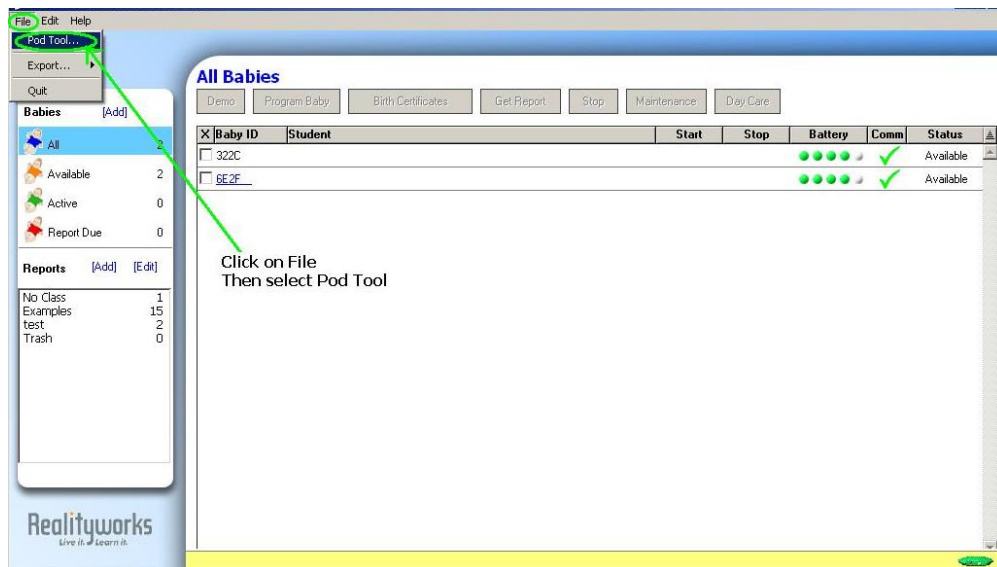 File Edit Help
Pod Tool...
Export...
Quit
Babies [Add]
All 2
Available 2
Active 0
Report Due 0
Reports [Add] [Edit]
No Class 1
Examples 15
test 2
Trash 0
Realityworks
Live it. Learn it.
All Babies
Demo Program Baby Birth Certificates Get Report Stop Maintenance Day Care
X Baby ID Student Start Stop Battery Comm Status
322C Available
6E2F Available
Click on File
Then select Pod Tool